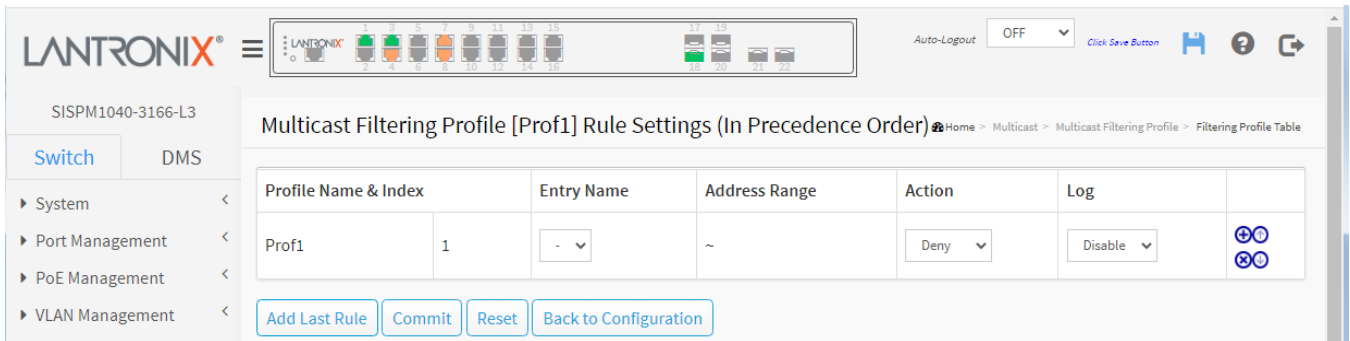 1 3 5 7 9 11 13 15 17 19
LANTRONIX® LANTRONIX Auto-Logout OFF Click Save Button
2 4 6 8 10 12 14 16 18 20 21 22
SISPM1040-3166-L3
Multicast Filtering Profile [Prof1] Rule Settings (In Precedence Order) Home > Multicast > Multicast Filtering Profile > Filtering Profile Table
Switch DMS
Profile Name & Index Entry Name Address Range Action Log
System
Prof1 1 - ~ Deny Disable
Port Management
PoE Management
VLAN Management
Add Last Rule Commit Reset Back to Configuration